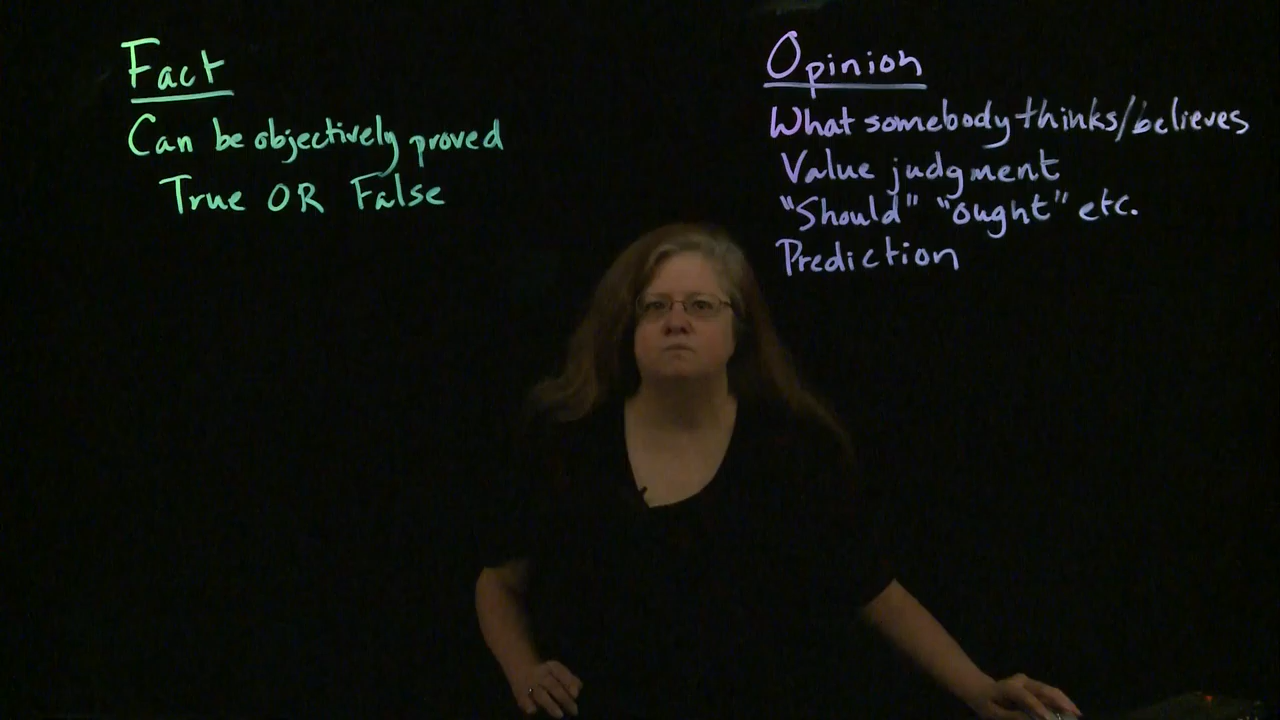 Fact
Can be objectively proved
True OR False
Opinion
What somebody thinks/believes
Value judgment
"Should" "ought" etc.
Prediction